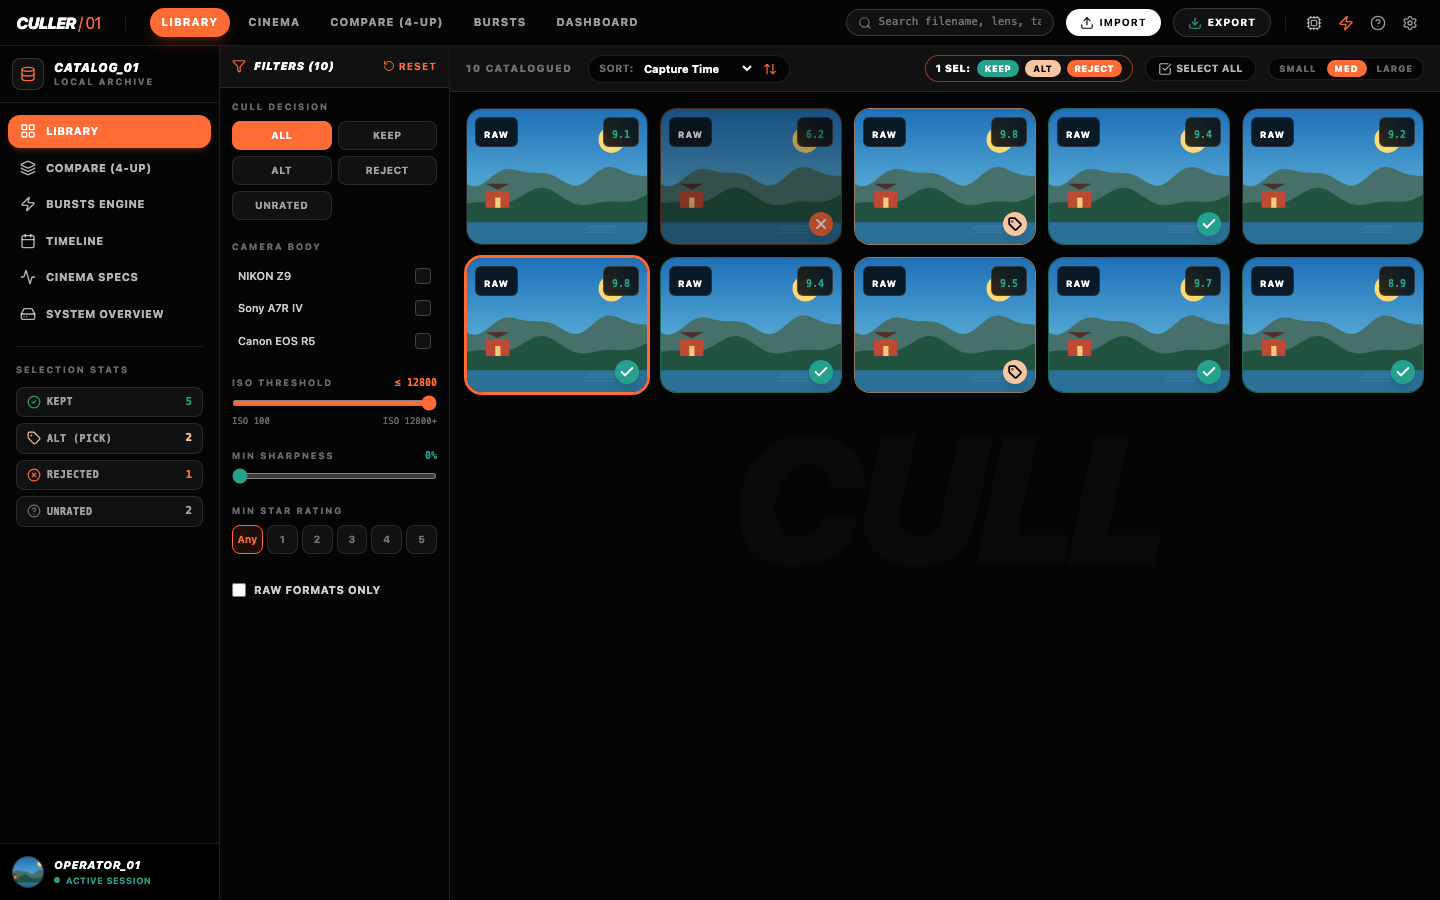 CULLER/01
LIBRARY
CINEMA
COMPARE (4-UP)
BURSTS
DASHBOARD
Search filename, lens, ta
IMPORT
EXPORT
CATALOG_01
LOCAL ARCHIVE
LIBRARY
COMPARE (4-UP)
BURSTS ENGINE
TIMELINE
CINEMA SPECS
SYSTEM OVERVIEW
SELECTION STATS
KEPT 5
ALT (PICK) 2
REJECTED 1
UNRATED 2
OPERATOR_01
ACTIVE SESSION
FILTERS (10)
RESET
CULL DECISION
ALL
KEEP
ALT
REJECT
UNRATED
CAMERA BODY
NIKON Z9
Sony A7R IV
Canon EOS R5
ISO THRESHOLD ≤ 12800
ISO 100 ISO 12800+
MIN SHARPNESS 0%
MIN STAR RATING
Any 1 2 3 4 5
RAW FORMATS ONLY
10 CATALOGUED
SORT: Capture Time
1 SEL: KEEP ALT REJECT
SELECT ALL
SMALL MED LARGE
RAW 9.1
RAW 6.2
RAW 9.8
RAW 9.4
RAW 9.2
RAW 9.8
RAW 9.4
RAW 9.5
RAW 9.7
RAW 8.9
CULL